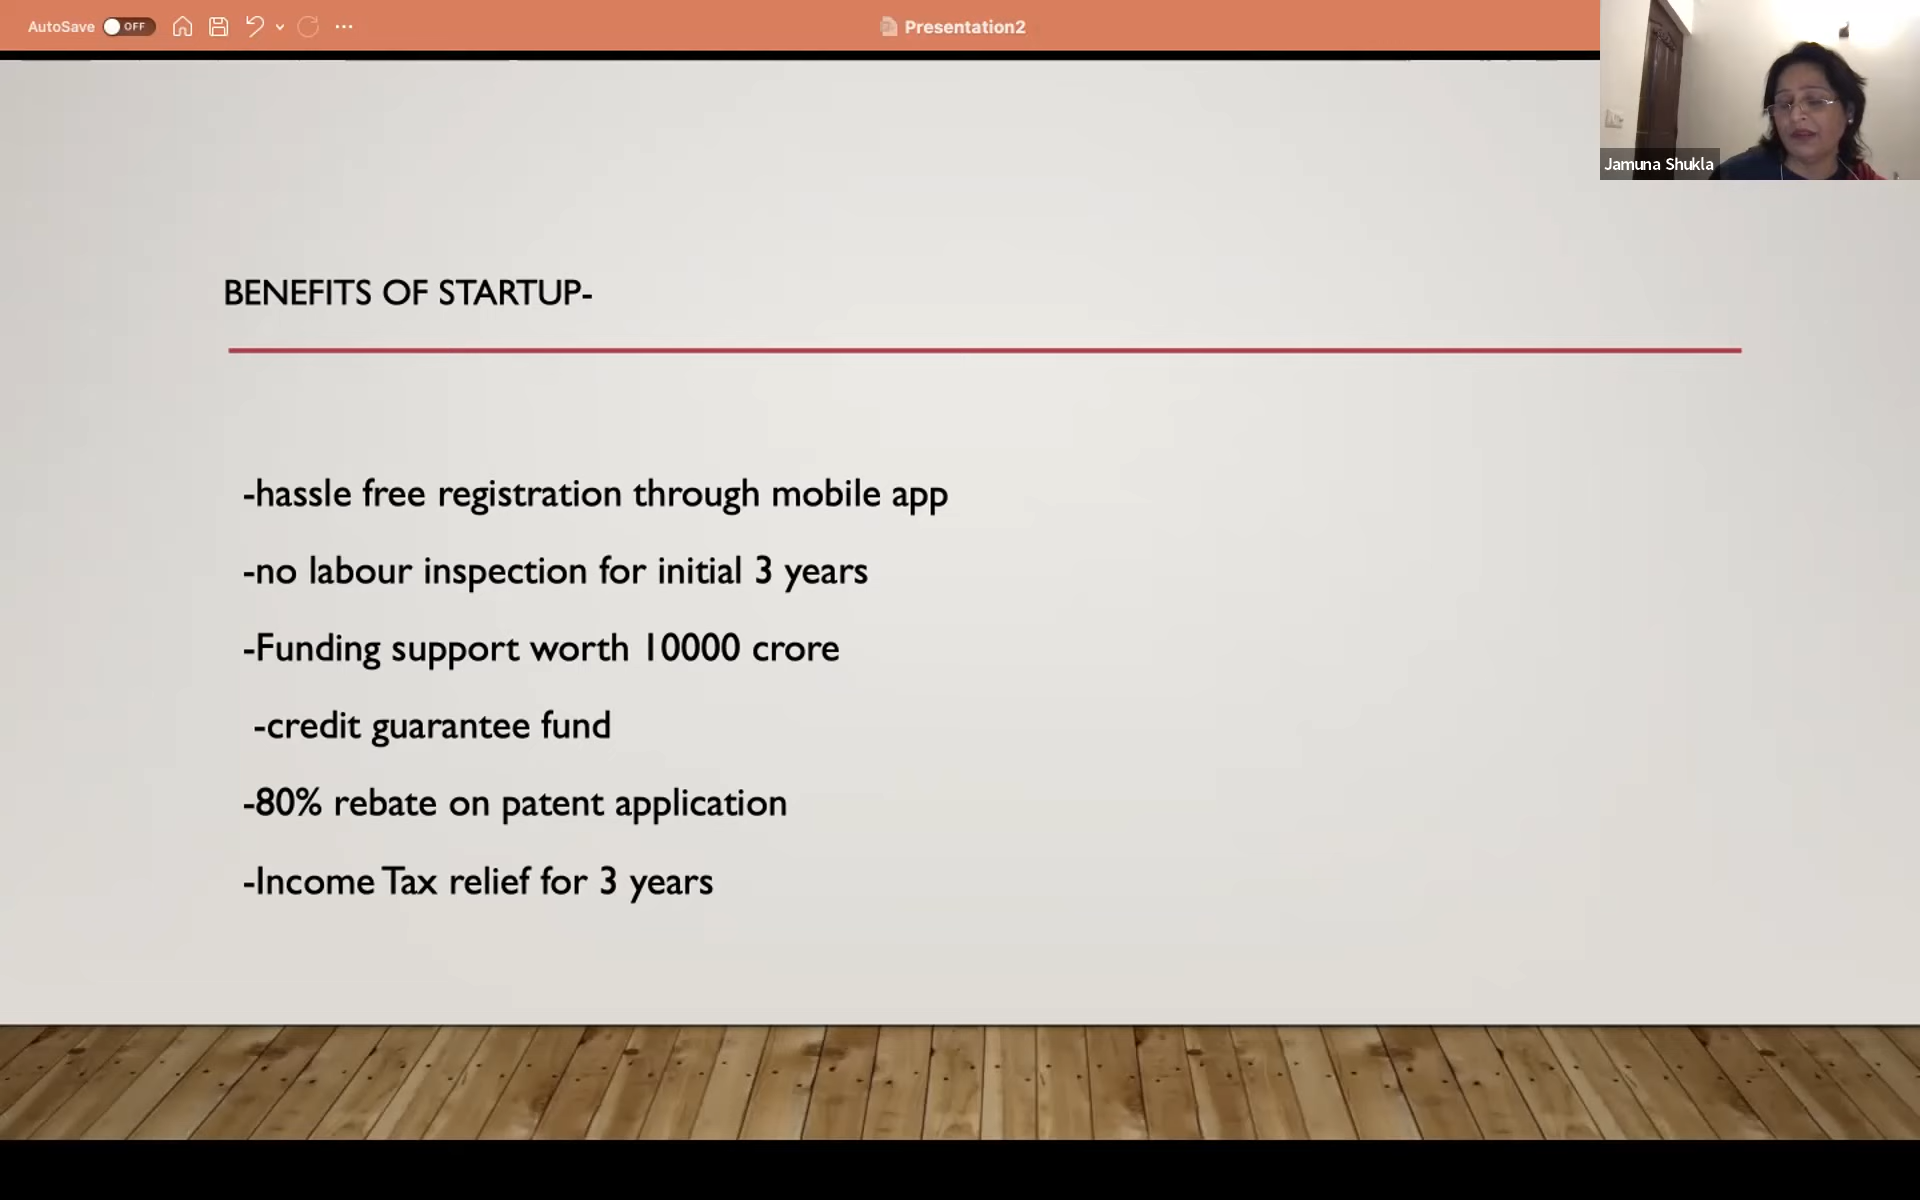 AutoSave OFF
Presentation2
Jamuna Shukla
BENEFITS OF STARTUP-
-hassle free registration through mobile app
-no labour inspection for initial 3 years
-Funding support worth 10000 crore
-credit guarantee fund
-80% rebate on patent application
-Income Tax relief for 3 years